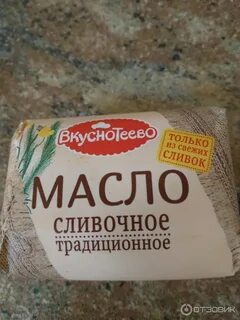 Вкуснотеево
ТОЛЬКО
ИЗ СВЕЖИХ
СЛИВОК
МАСЛО
СЛИВОЧНОЕ
ТРАДИЦИОННОЕ
ОТЗОВИК